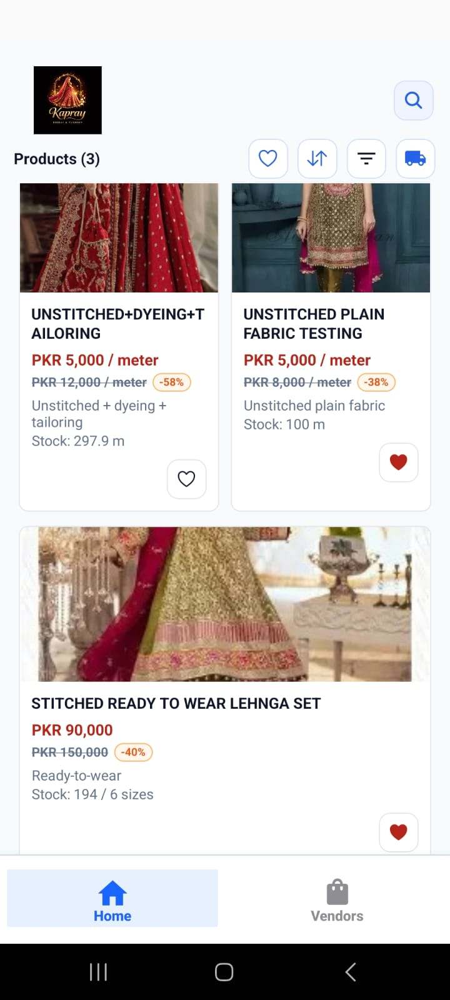 Kapray
BRIDAL & FASHION
Products (3)
UNSTITCHED+DYEING+T
AILORING
PKR 5,000 / meter
PKR 12,000 / meter -58%
Unstitched + dyeing +
tailoring
Stock: 297.9 m
UNSTITCHED PLAIN
FABRIC TESTING
PKR 5,000 / meter
PKR 8,000 / meter -38%
Unstitched plain fabric
Stock: 100 m
STITCHED READY TO WEAR LEHNGA SET
PKR 90,000
PKR 150,000 -40%
Ready-to-wear
Stock: 194 / 6 sizes
Home
Vendors